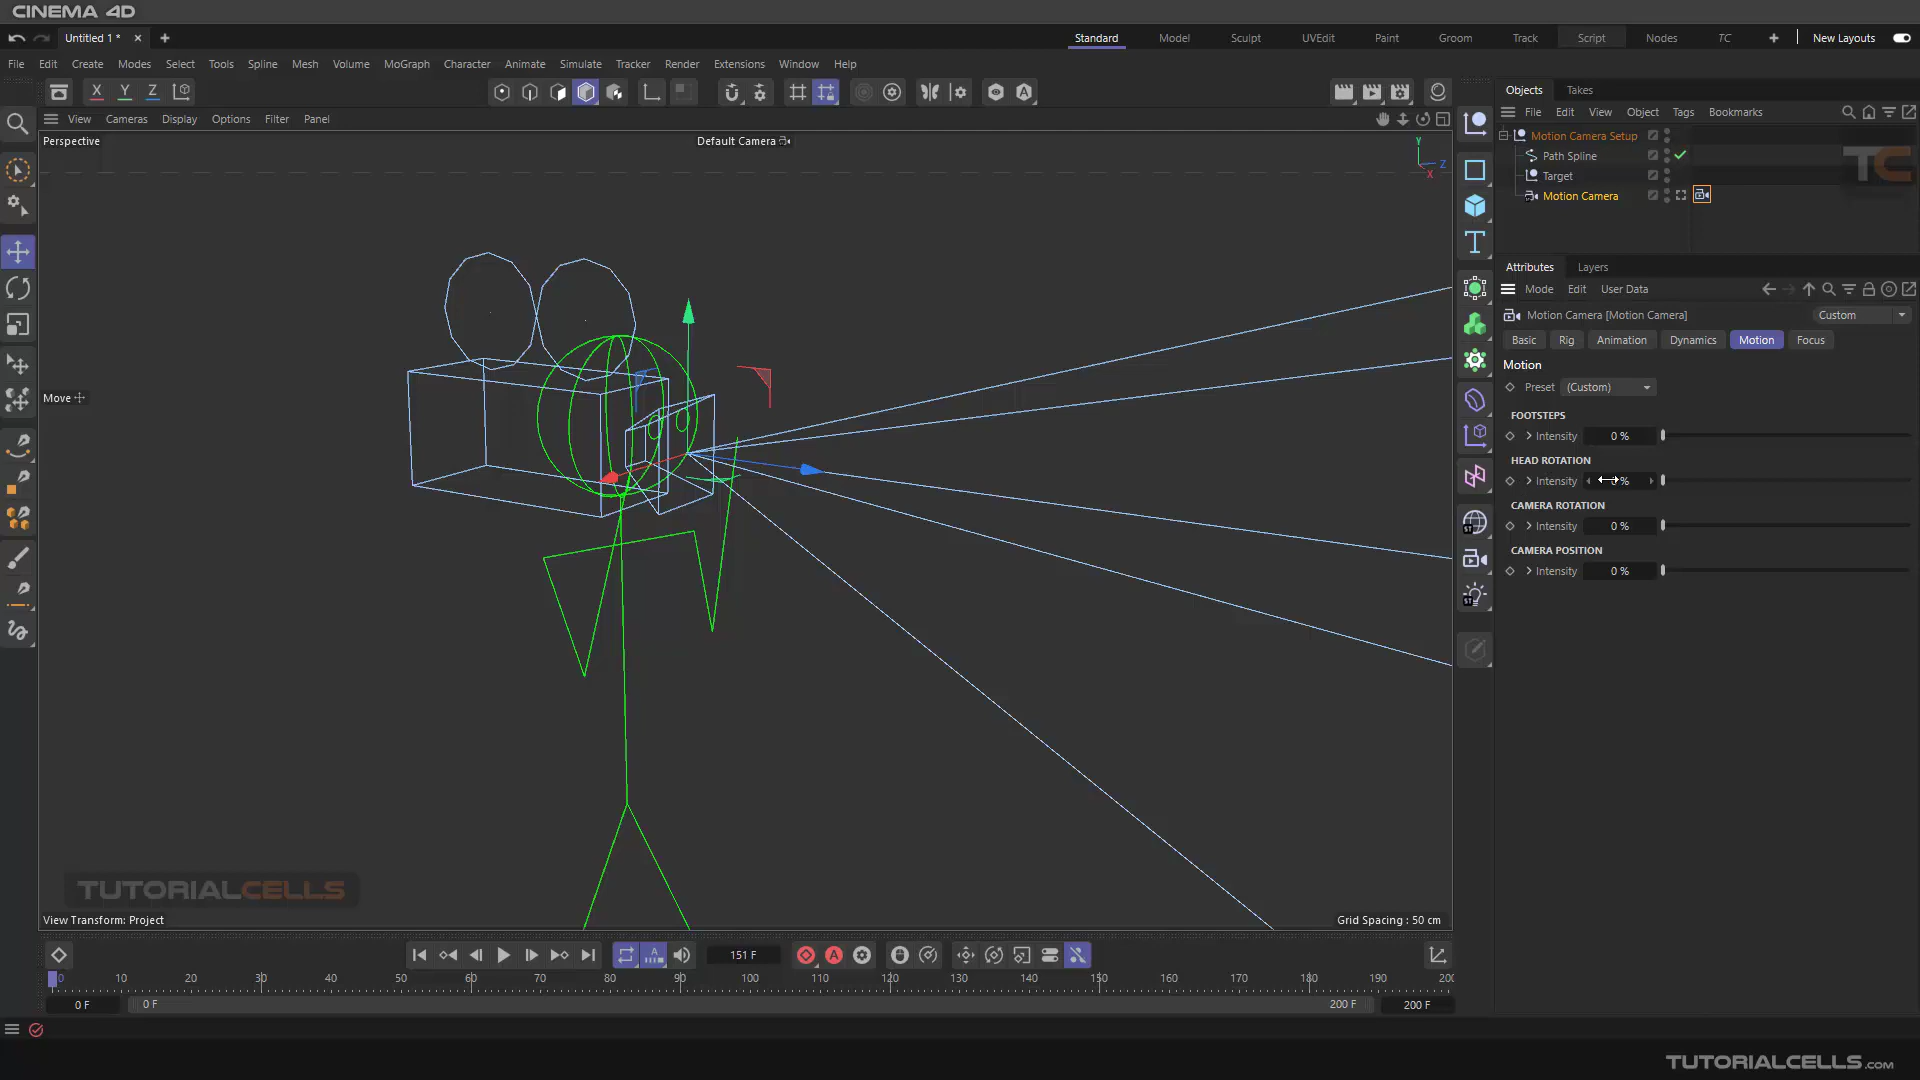 CINEMA 4D
Untitled 1 *
Standard
Model
Sculpt
UVEdit
Paint
Groom
Track
Script
Nodes
TC
New Layouts
File Edit Create Modes Select Tools Spline Mesh Volume MoGraph Character Animate Simulate Tracker Render Extensions Window Help
X Y Z
Objects Takes
View Cameras Display Options Filter Panel
File Edit View Object Tags Bookmarks
Perspective
Default Camera
Y
Z
X
Motion Camera Setup
Path Spline
Target
Motion Camera
TC
Attributes Layers
Mode Edit User Data
Motion Camera [Motion Camera]
Custom
Basic Rig Animation Dynamics Motion Focus
Motion
Preset (Custom)
FOOTSTEPS
Intensity 0 %
HEAD ROTATION
Intensity %
CAMERA ROTATION
Intensity 0 %
CAMERA POSITION
Intensity 0 %
Move
TUTORIALCELLS
View Transform: Project
Grid Spacing : 50 cm
151 F
0 10 20 30 40 50 60 70 80 90 100 110 120 130 140 150 160 170 180 190 200
0 F
0 F
200 F
200 F
TUTORIALCELLS.COM